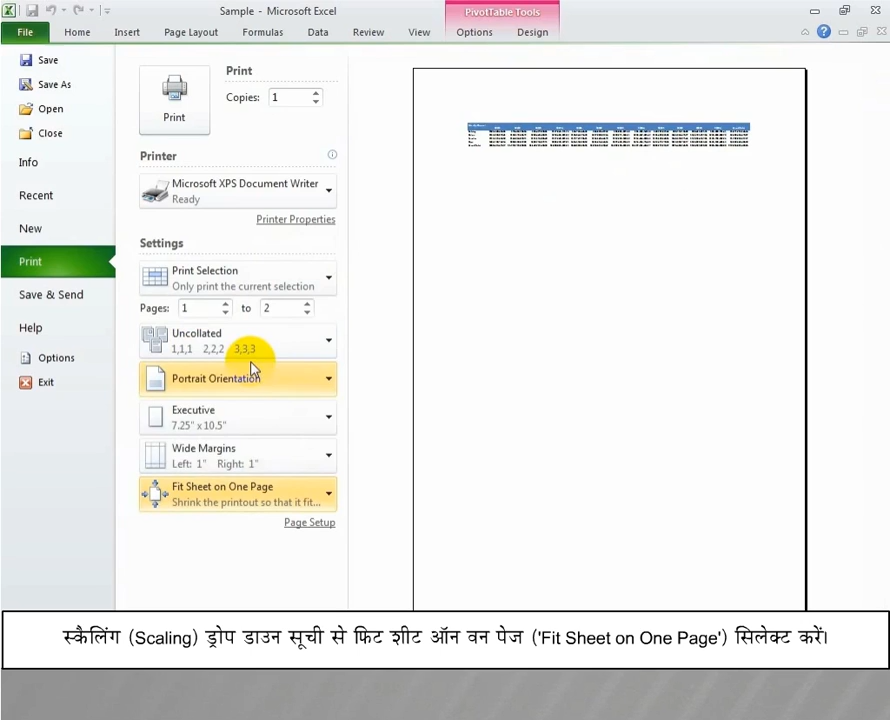 Sample - Microsoft Excel
PivotTable Tools
File Home Insert Page Layout Formulas Data Review View Options Design
Save
Save As
Open
Close
Info
Recent
New
Print
Save & Send
Help
Options
Exit
Print
Print
Copies: 1
Printer
Microsoft XPS Document Writer
Ready
Printer Properties
Settings
Print Selection
Only print the current selection
Pages: 1 to 2
Uncollated
1,1,1 2,2,2 3,3,3
Portrait Orientation
Executive
7.25" x 10.5"
Wide Margins
Left: 1" Right: 1"
Fit Sheet on One Page
Shrink the printout so that it fit...
Page Setup
स्कैलिंग (Scaling) ड्रोप डाउन सूची से फिट शीट ऑन वन पेज ('Fit Sheet on One Page') सिलेक्ट करें।